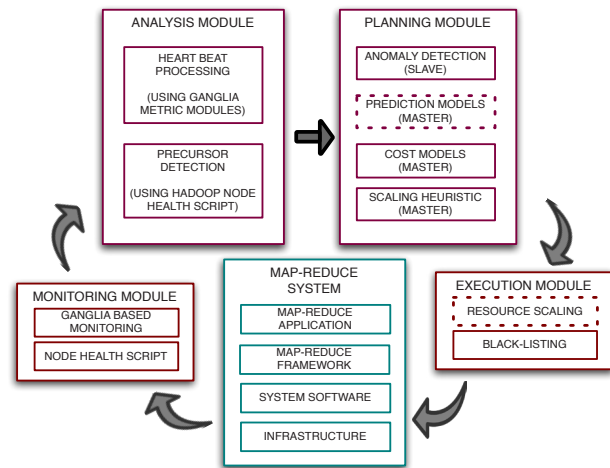 ANALYSIS MODULE
HEART BEAT
PROCESSING
(USING GANGLIA
METRIC MODULES)
PRECURSOR
DETECTION
(USING HADOOP NODE
HEALTH SCRIPT)
PLANNING MODULE
ANOMALY DETECTION
(SLAVE)
PREDICTION MODELS
(MASTER)
COST MODELS
(MASTER)
SCALING HEURISTIC
(MASTER)
MONITORING MODULE
GANGLIA BASED
MONITORING
NODE HEALTH SCRIPT
MAP-REDUCE
SYSTEM
MAP-REDUCE
APPLICATION
MAP-REDUCE
FRAMEWORK
SYSTEM SOFTWARE
INFRASTRUCTURE
EXECUTION MODULE
RESOURCE SCALING
BLACK-LISTING